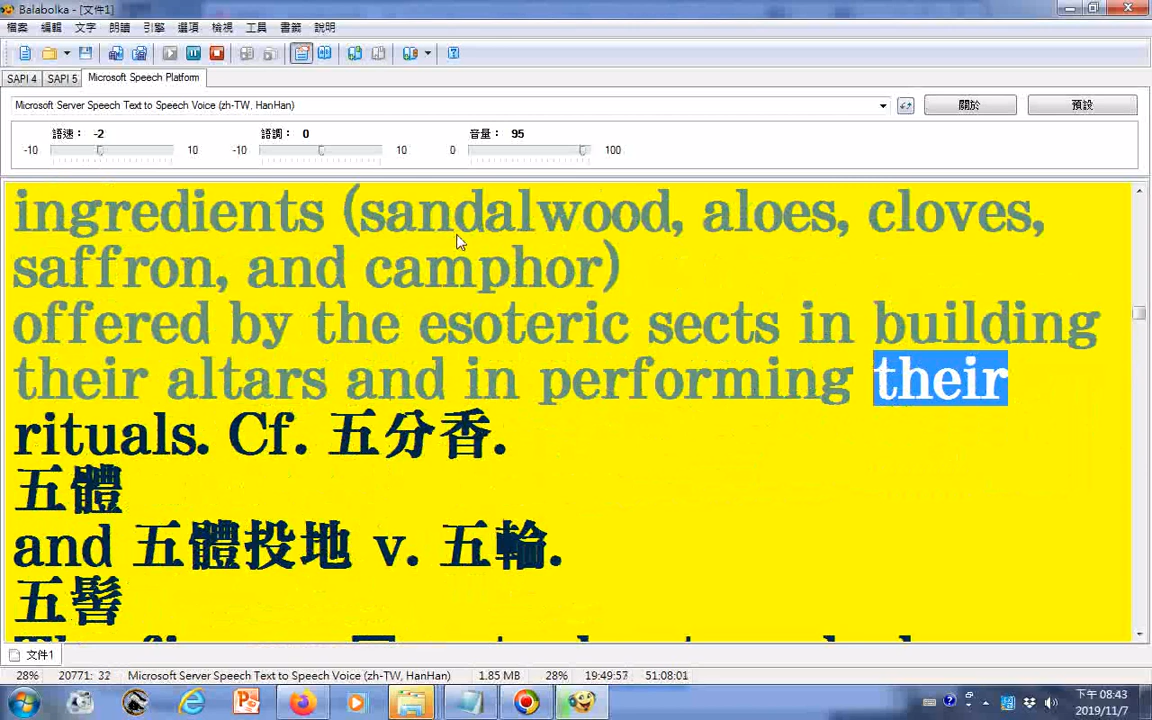 Balabolka - [文件1]
檔案 編輯 文字 朗讀 引擎 選項 檢視 工具 書籤 說明
SAPI 4 SAPI 5 Microsoft Speech Platform
Microsoft Server Speech Text to Speech Voice (zh-TW, HanHan) 關於 預設
語速： -2 語調： 0 音量： 95
-10 10 -10 10 0 100
ingredients (sandalwood, aloes, cloves,
saffron, and camphor)
offered by the esoteric sects in building
their altars and in performing their
rituals. Cf. 五分香.
五體
and 五體投地 v. 五輪.
五髻
文件1
28% 20771: 32 Microsoft Server Speech Text to Speech Voice (zh-TW, HanHan) 1.85 MB 28% 19:49:57 51:08:01
下午 08:43
2019/11/7